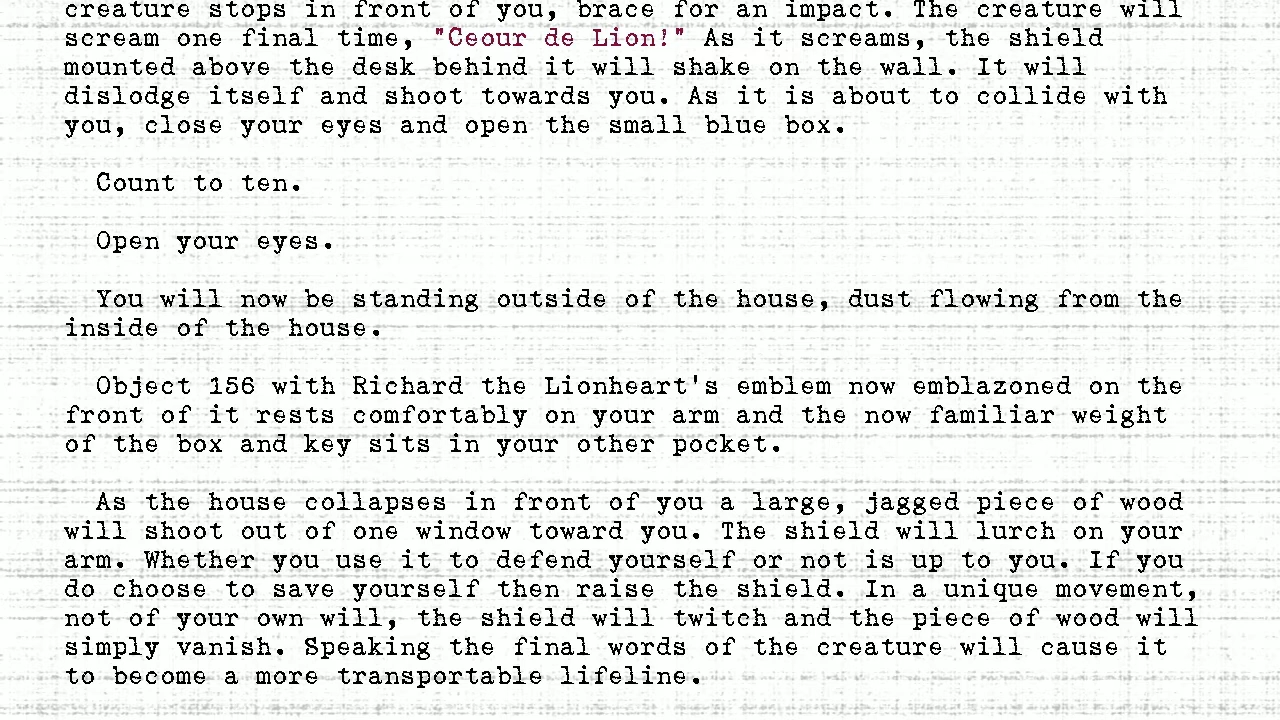 creature stops in front of you, brace for an impact. The creature will
scream one final time, "Ceour de Lion!" As it screams, the shield
mounted above the desk behind it will shake on the wall. It will
dislodge itself and shoot towards you. As it is about to collide with
you, close your eyes and open the small blue box.
Count to ten.
Open your eyes.
You will now be standing outside of the house, dust flowing from the
inside of the house.
Object 156 with Richard the Lionheart's emblem now emblazoned on the
front of it rests comfortably on your arm and the now familiar weight
of the box and key sits in your other pocket.
As the house collapses in front of you a large, jagged piece of wood
will shoot out of one window toward you. The shield will lurch on your
arm. Whether you use it to defend yourself or not is up to you. If you
do choose to save yourself then raise the shield. In a unique movement,
not of your own will, the shield will twitch and the piece of wood will
simply vanish. Speaking the final words of the creature will cause it
to become a more transportable lifeline.